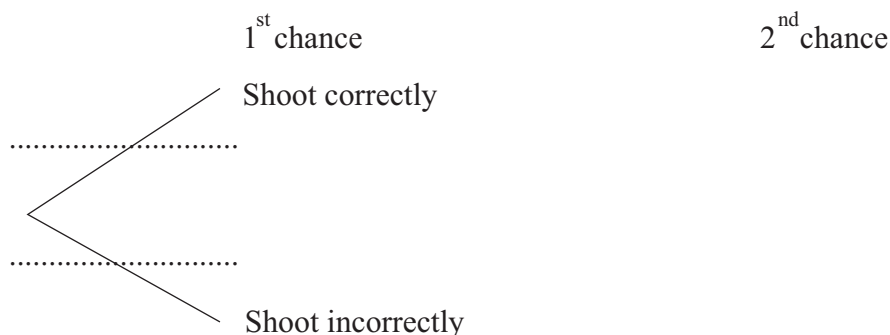 1st chance 2nd chance
Shoot correctly
Shoot incorrectly